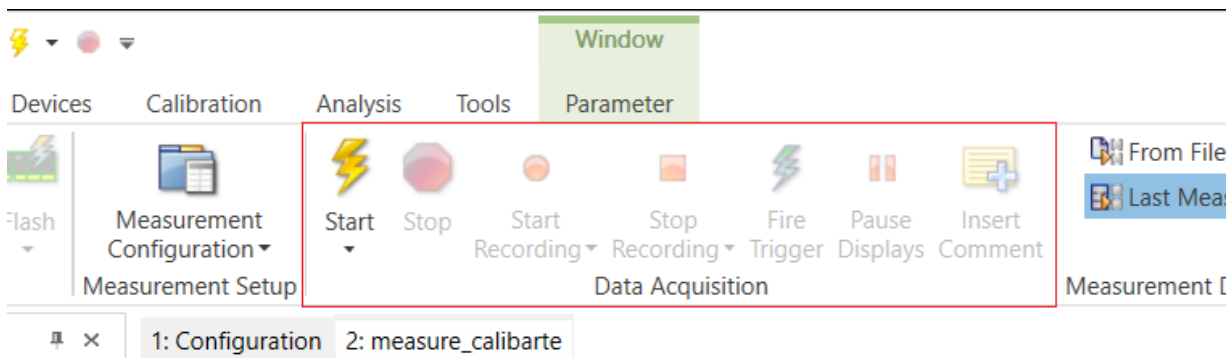 Window
Devices Calibration Analysis Tools Parameter
Flash
Measurement Configuration
Start
Stop
Start Recording
Stop Recording
Fire Trigger
Pause Displays
Insert Comment
From File
Last Meas
Measurement Setup
Data Acquisition
Measurement D
1: Configuration 2: measure_calibarte